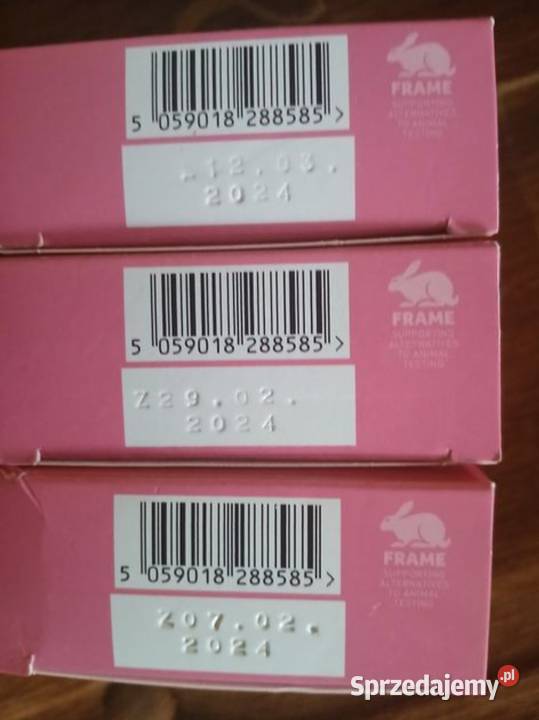 5 059018 288585 >
FRAME
SUPPORTING
ALTERNATIVES
TO ANIMAL
TESTING
12.03.
2024
5 059018 288585 >
FRAME
SUPPORTING
ALTERNATIVES
TO ANIMAL
TESTING
Z29.02.
2024
5 059018 288585 >
FRAME
SUPPORTING
ALTERNATIVES
TO ANIMAL
TESTING
Z07.02.
2024
Sprzedajemy.pl